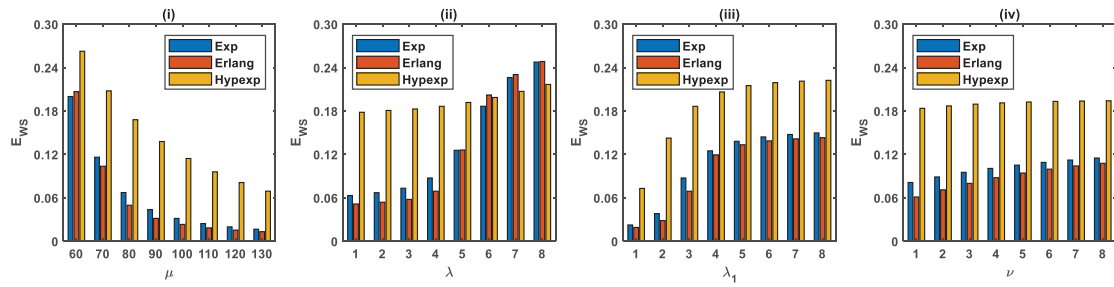 (i)
E_WS
0.30
0.24
0.18
0.12
0.06
0
Exp
Erlang
Hypexp
60 70 80 90 100 110 120 130
μ
(ii)
E_WS
0.30
0.24
0.18
0.12
0.06
0
Exp
Erlang
Hypexp
1 2 3 4 5 6 7 8
λ
(iii)
E_WS
0.30
0.24
0.18
0.12
0.06
0
Exp
Erlang
Hypexp
1 2 3 4 5 6 7 8
λ_1
(iv)
E_WS
0.30
0.24
0.18
0.12
0.06
0
Exp
Erlang
Hypexp
1 2 3 4 5 6 7 8
ν